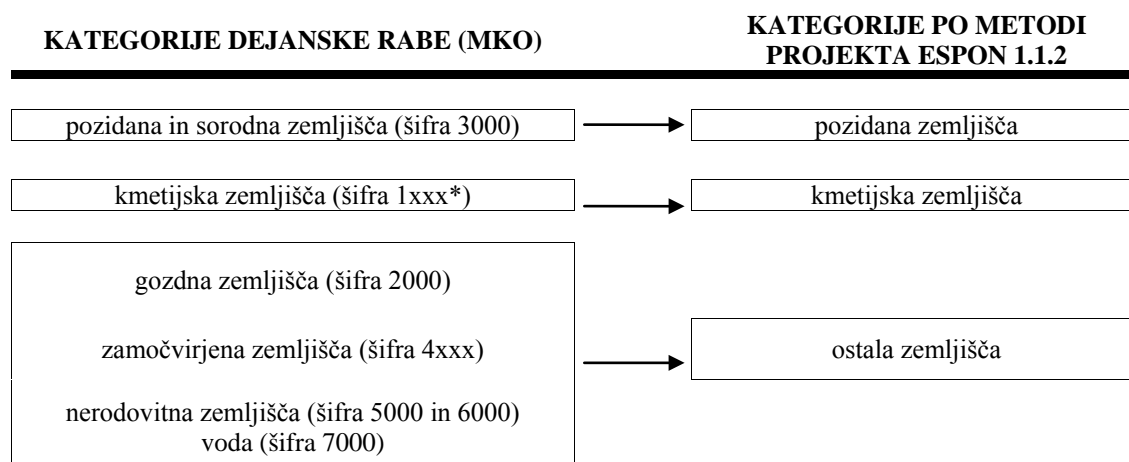 KATEGORIJE DEJANSKE RABE (MKO)
KATEGORIJE PO METODI
PROJEKTA ESPON 1.1.2
pozidana in sorodna zemljišča (šifra 3000)
pozidana zemljišča
kmetijska zemljišča (šifra 1xxx*)
kmetijska zemljišča
gozdna zemljišča (šifra 2000)
zamočvirjena zemljišča (šifra 4xxx)
ostala zemljišča
nerodovitna zemljišča (šifra 5000 in 6000)
voda (šifra 7000)